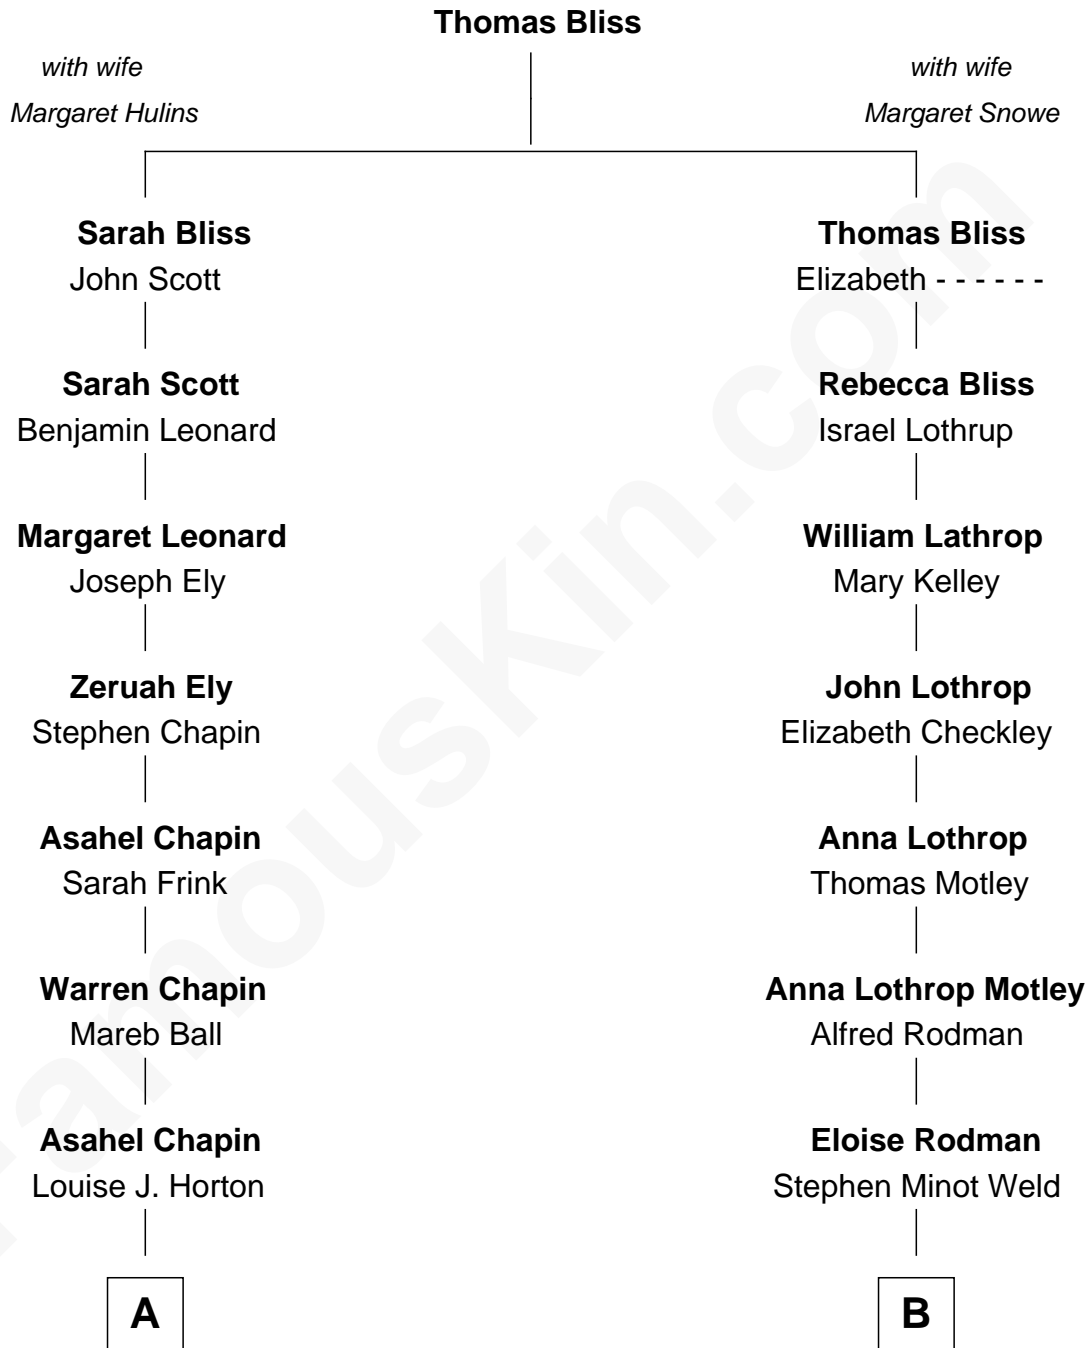 Thomas Bliss
with wife
Margaret Hulins
with wife
Margaret Snowe
Sarah Bliss
John Scott
Thomas Bliss
Elizabeth - - - - - -
Sarah Scott
Benjamin Leonard
Rebecca Bliss
Israel Lothrup
Margaret Leonard
Joseph Ely
William Lathrop
Mary Kelley
Zeruah Ely
Stephen Chapin
John Lothrop
Elizabeth Checkley
Asahel Chapin
Sarah Frink
Anna Lothrop
Thomas Motley
Warren Chapin
Mareb Ball
Anna Lothrop Motley
Alfred Rodman
Asahel Chapin
Louise J. Horton
Eloise Rodman
Stephen Minot Weld
A
B
FamousKin.com